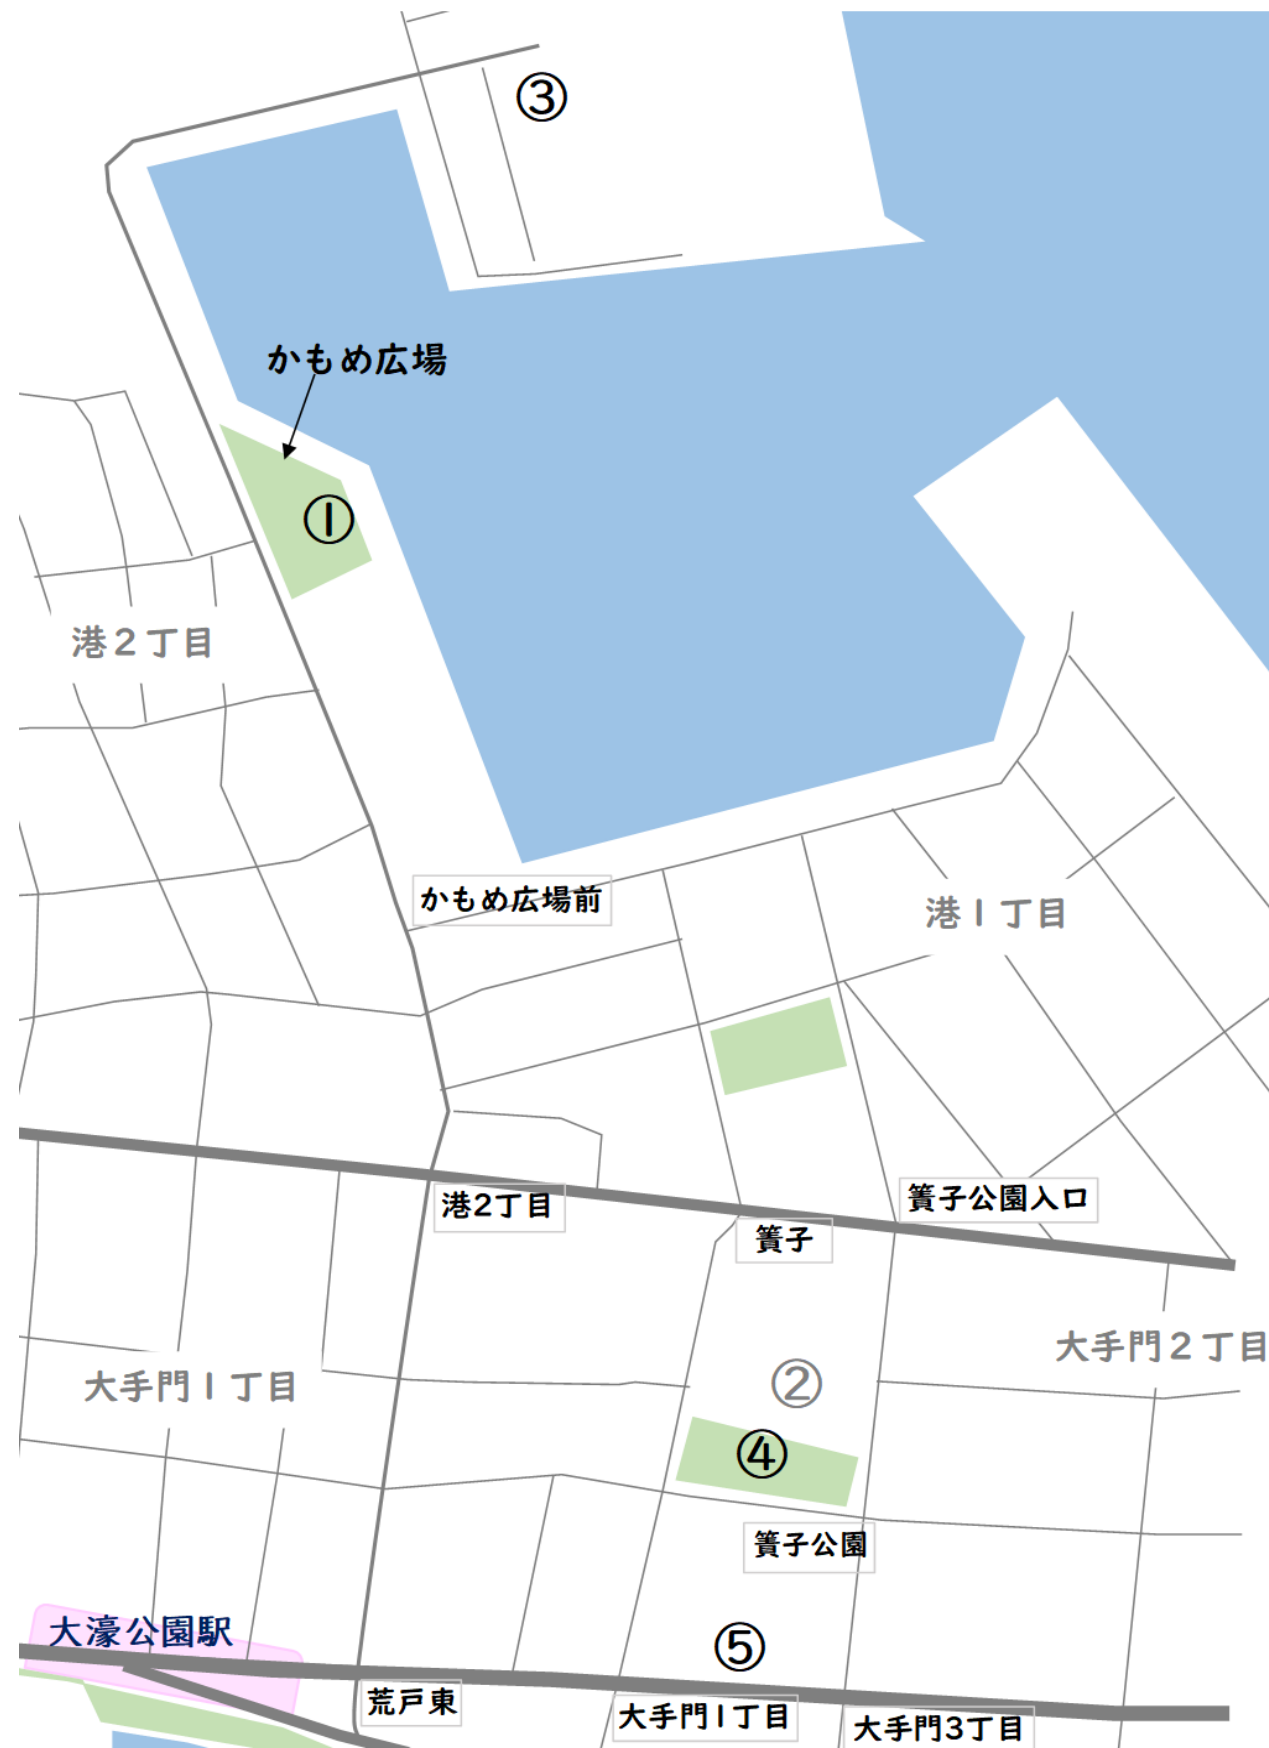 ③
かもめ広場
①
港2丁目
かもめ広場前
港1丁目
港2丁目
簀子公園入口
簀子
大手門2丁目
②
大手門1丁目
④
簀子公園
大濠公園駅
⑤
荒戸東
大手門1丁目
大手門3丁目